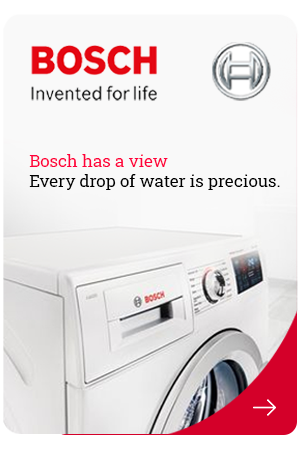 BOSCH
Invented for life
Bosch has a view
Every drop of water is precious.
BOSCH